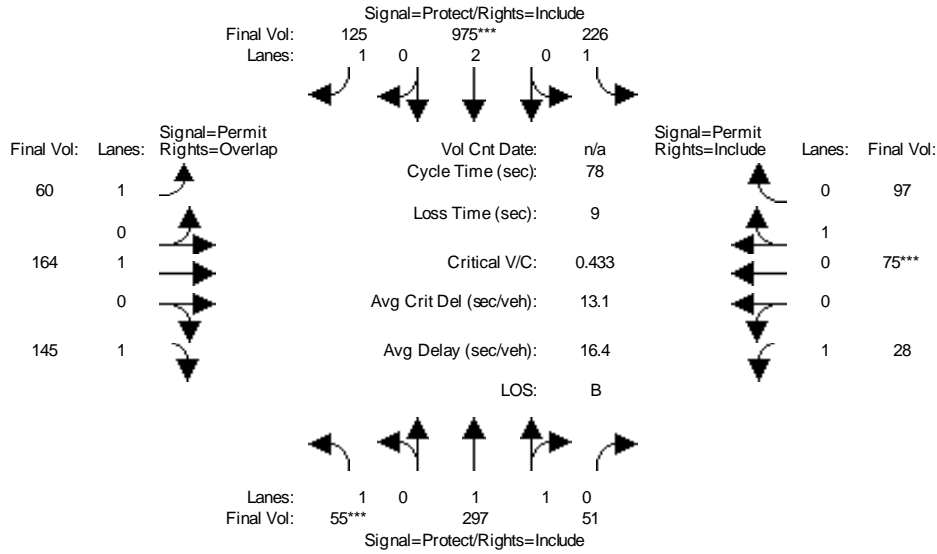 Signal=Protect/Rights=Include
Final Vol: 125 975*** 226
Lanes: 1 0 2 0 1
Signal=Permit Signal=Permit
Final Vol: Lanes: Rights=Overlap Vol Cnt Date: n/a Rights=Include Lanes: Final Vol:
Cycle Time (sec): 78
60 1 0 97
Loss Time (sec): 9
0 1
164 1 Critical V/C: 0.433 0 75***
0 Avg Crit Del (sec/veh): 13.1 0
145 1 Avg Delay (sec/veh): 16.4 1 28
LOS: B
Lanes: 1 0 1 1 0
Final Vol: 55*** 297 51
Signal=Protect/Rights=Include